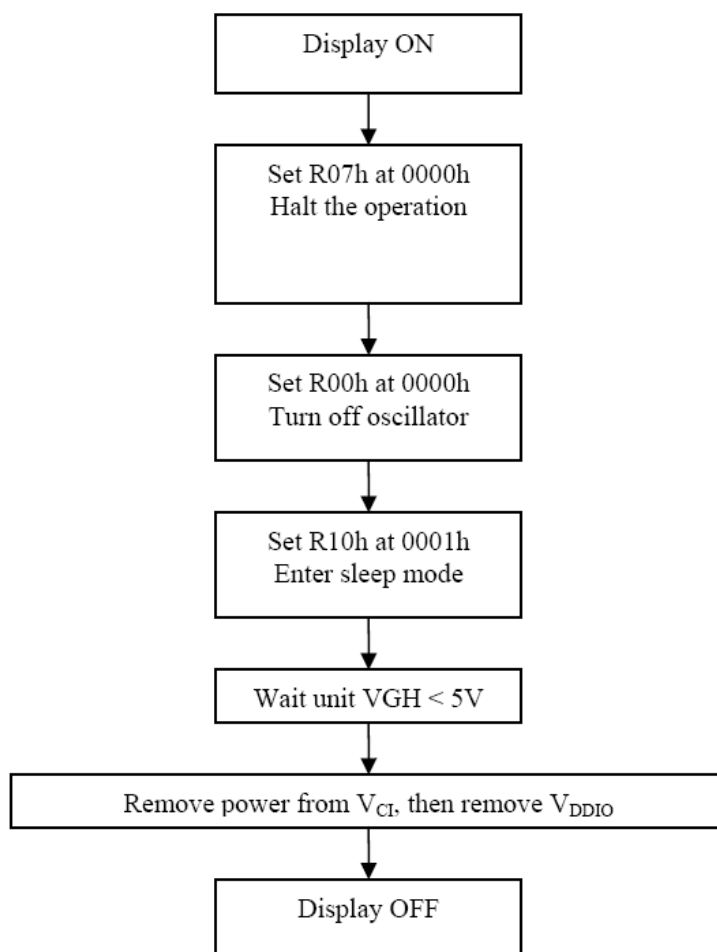 Display ON
Set R07h at 0000h
Halt the operation
Set R00h at 0000h
Turn off oscillator
Set R10h at 0001h
Enter sleep mode
Wait unit VGH < 5V
Remove power from VCI, then remove VDDIO
Display OFF